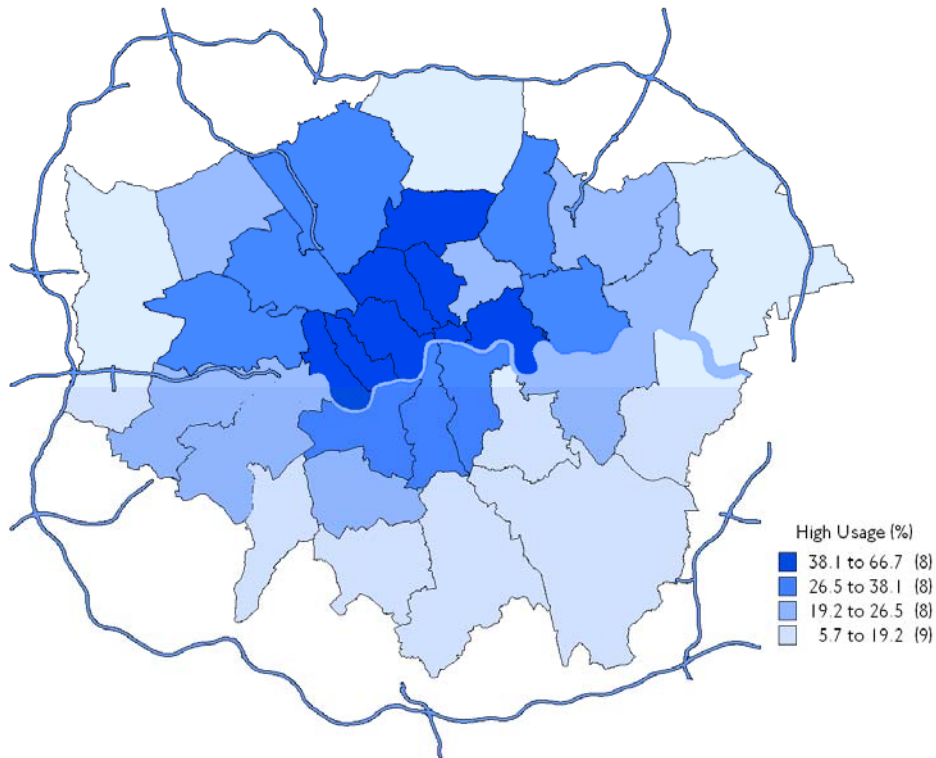 High Usage (%)
38.1 to 66.7 (8)
26.5 to 38.1 (8)
19.2 to 26.5 (8)
5.7 to 19.2 (9)